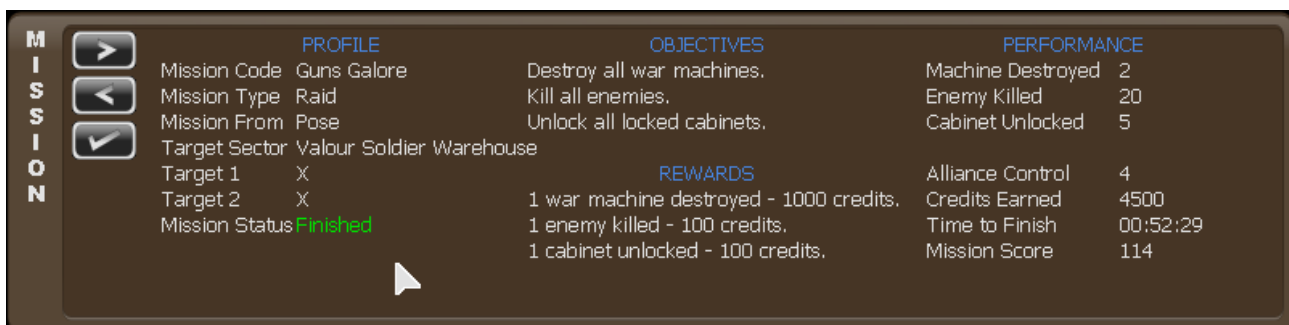 MISSION
PROFILE
Mission Code Guns Galore
Mission Type Raid
Mission From Pose
Target Sector Valour Soldier Warehouse
Target 1 X
Target 2 X
Mission Status Finished
OBJECTIVES
Destroy all war machines.
Kill all enemies.
Unlock all locked cabinets.
REWARDS
1 war machine destroyed - 1000 credits.
1 enemy killed - 100 credits.
1 cabinet unlocked - 100 credits.
PERFORMANCE
Machine Destroyed 2
Enemy Killed 20
Cabinet Unlocked 5
Alliance Control 4
Credits Earned 4500
Time to Finish 00:52:29
Mission Score 114